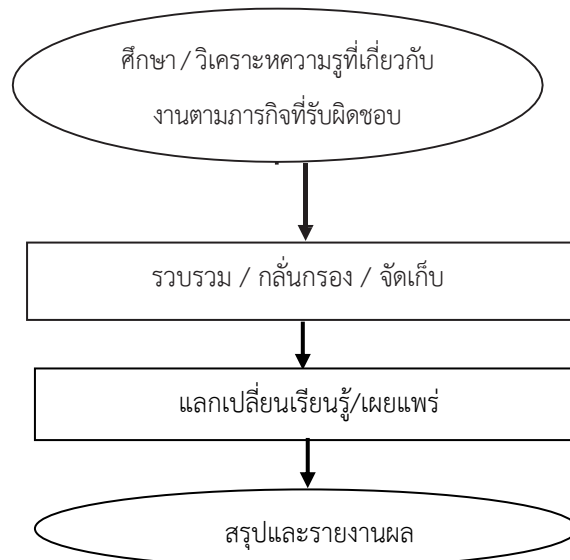 ศึกษา / วิเคราะหความรูที่เกี่ยวกับ
งานตามภารกิจที่รับผิดชอบ
รวบรวม / กลั่นกรอง / จัดเก็บ
แลกเปลี่ยนเรียนรู้/เผยแพร่
สรุปและรายงานผล